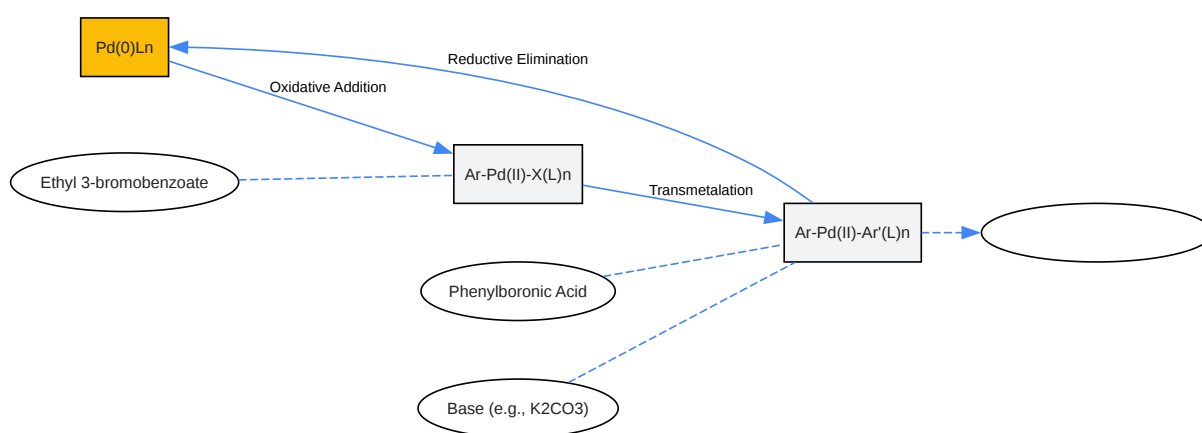 Pd(0)Ln
Reductive Elimination
Oxidative Addition
Ethyl 3-bromobenzoate
Ar-Pd(II)-X(L)n
Transmetalation
Ar-Pd(II)-Ar'(L)n
Phenylboronic Acid
Base (e.g., K2CO3)